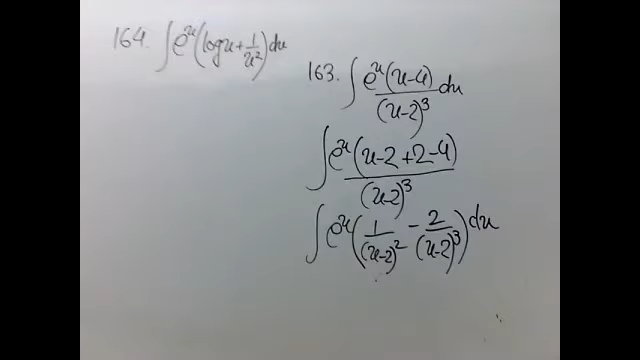 164. ∫e^x(logx+1/x²)dx
163. ∫e^x(x-4)/(x-2)³ dx
∫e^x(x-2+2-4)/(x-2)³
∫e^x(1/(x-2)² - 2/(x-2)³)dx